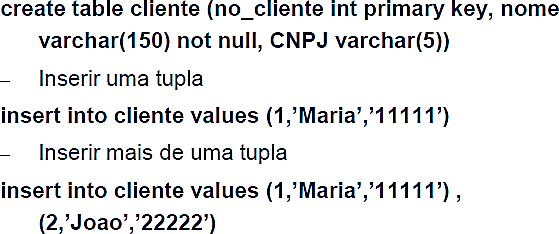 create table cliente (no_cliente int primary key, nome
varchar(150) not null, CNPJ varchar(5))
– Inserir uma tupla
insert into cliente values (1,’Maria’,’11111’)
– Inserir mais de uma tupla
insert into cliente values (1,’Maria’,’11111’) ,
(2,’Joao’,’22222’)